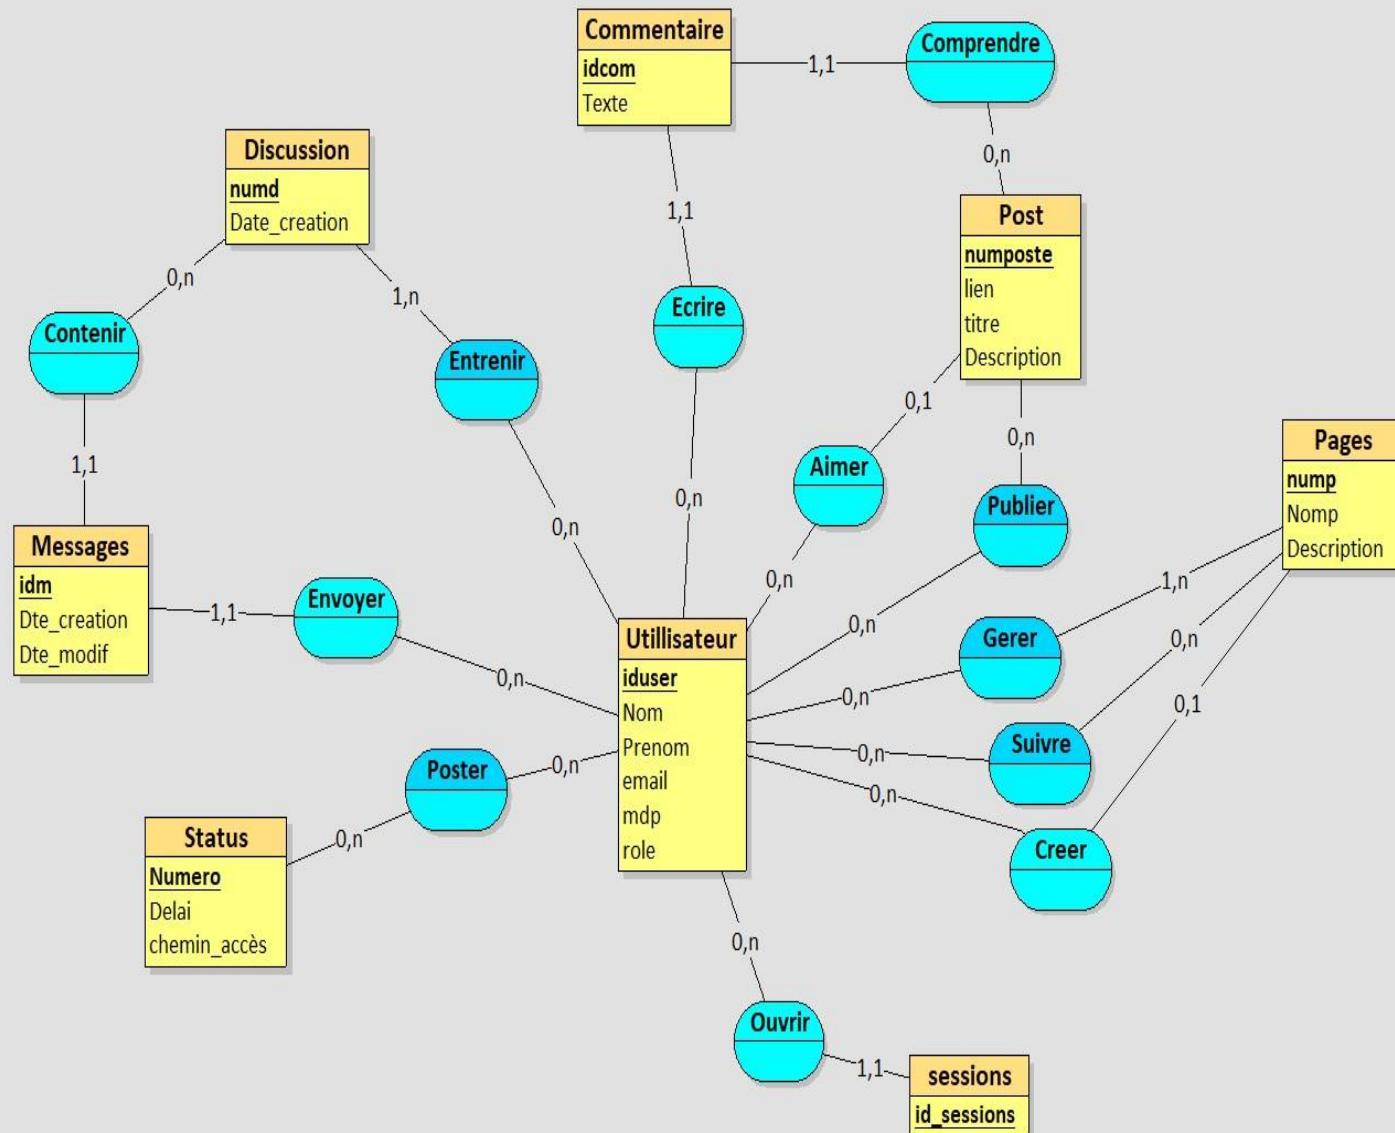 Commentaire
idcom
Texte
1,1
Comprendre
0,n
Discussion
numd
Date_creation
1,1
Post
numposte
lien
titre
Description
0,n
1,n
Contenir
Ecrire
Entrenir
0,1
0,n
Pages
nump
Nomp
Description
1,1
Aimer
0,n
Publier
0,n
Messages
idm
Dte_creation
Dte_modif
1,1
Envoyer
0,n
0,n
1,n
0,n
Gerer
0,n
Utillisateur
iduser
Nom
Prenom
email
mdp
role
0,n
0,n
0,1
Suivre
0,n
Poster
0,n
0,n
Creer
Status
Numero
Delai
chemin_accès
0,n
0,n
Ouvrir
1,1
sessions
id_sessions